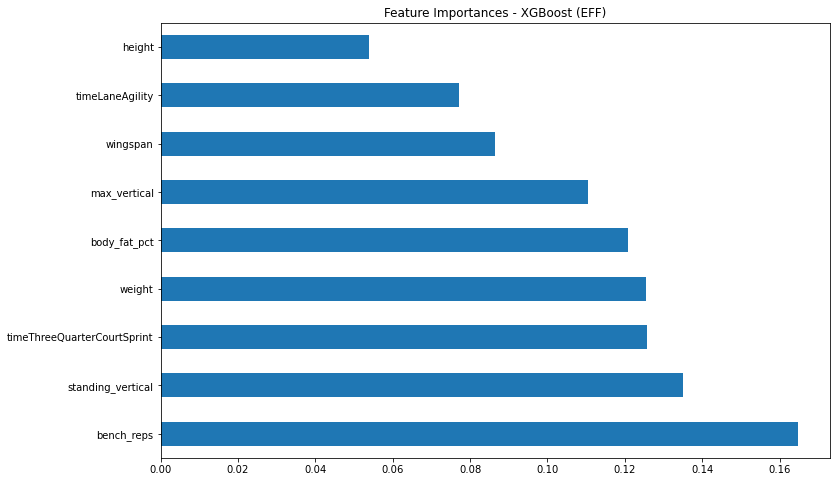 Feature Importances - XGBoost (EFF)
height
timeLaneAgility
wingspan
max_vertical
body_fat_pct
weight
timeThreeQuarterCourtSprint
standing_vertical
bench_reps
0.00 0.02 0.04 0.06 0.08 0.10 0.12 0.14 0.16